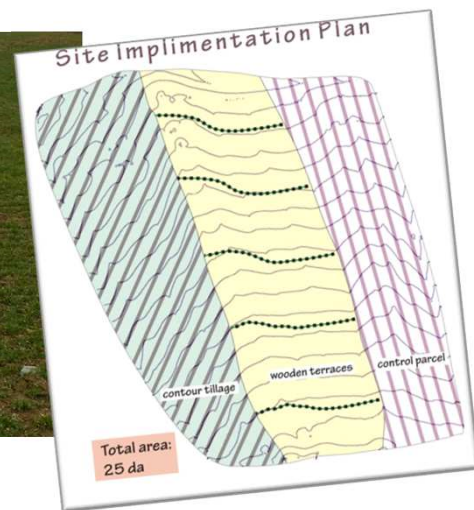 Site Implimentation Plan
contour tillage
wooden terraces
control parcel
Total area:
25 da